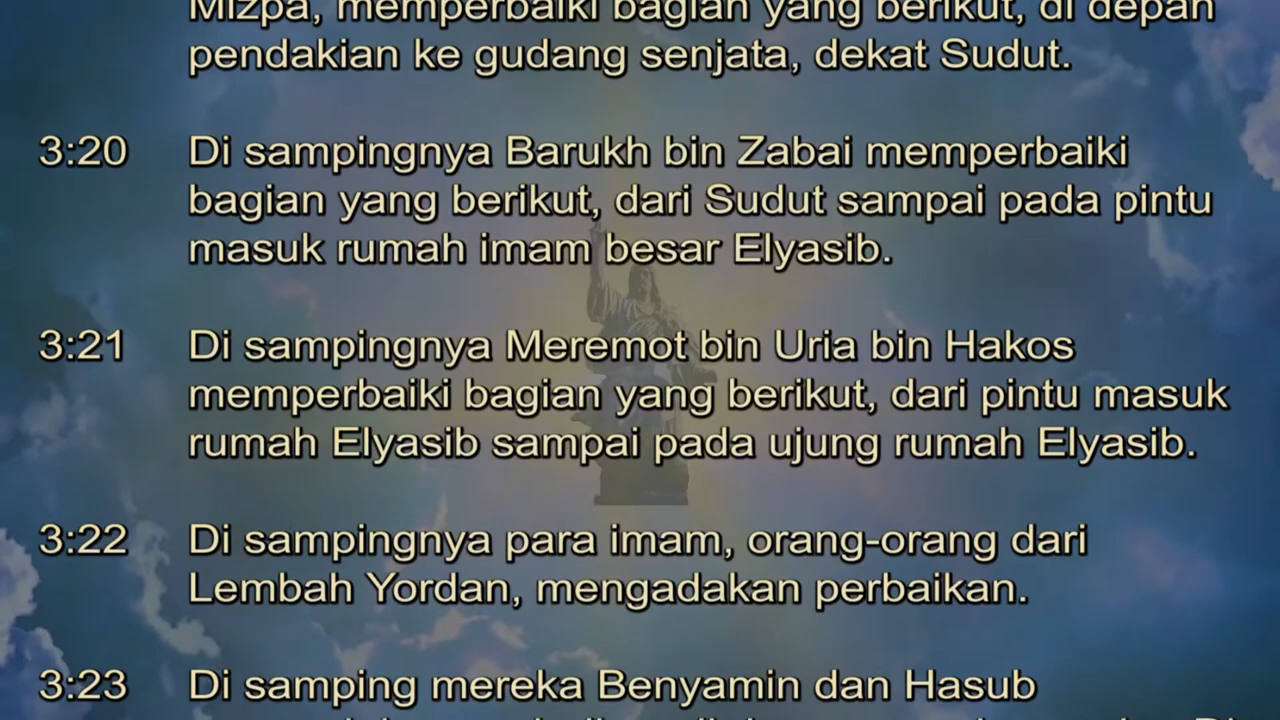 Mizpa, memperbaiki bagian yang berikut, di depan
pendakian ke gudang senjata, dekat Sudut.
3:20 Di sampingnya Barukh bin Zabai memperbaiki
bagian yang berikut, dari Sudut sampai pada pintu
masuk rumah imam besar Elyasib.
3:21 Di sampingnya Meremot bin Uria bin Hakos
memperbaiki bagian yang berikut, dari pintu masuk
rumah Elyasib sampai pada ujung rumah Elyasib.
3:22 Di sampingnya para imam, orang-orang dari
Lembah Yordan, mengadakan perbaikan.
3:23 Di samping mereka Benyamin dan Hasub